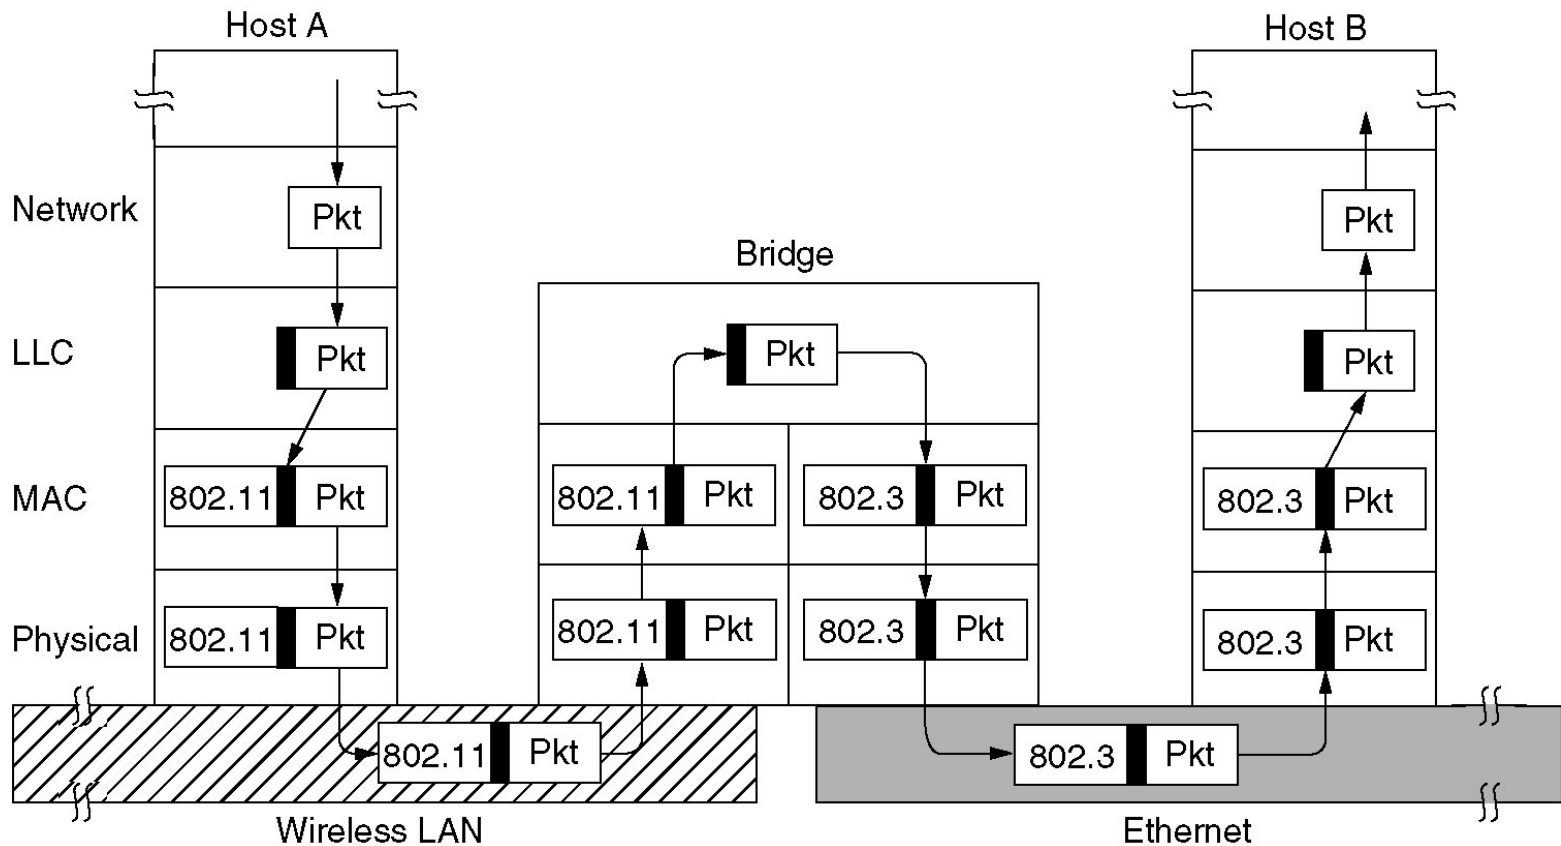 Host A
Host B
Network
Pkt
Pkt
Bridge
LLC
Pkt
Pkt
Pkt
MAC
802.11 Pkt
802.11 Pkt
802.3 Pkt
802.3 Pkt
Physical
802.11 Pkt
802.11 Pkt
802.3 Pkt
802.3 Pkt
802.11 Pkt
802.3 Pkt
Wireless LAN
Ethernet